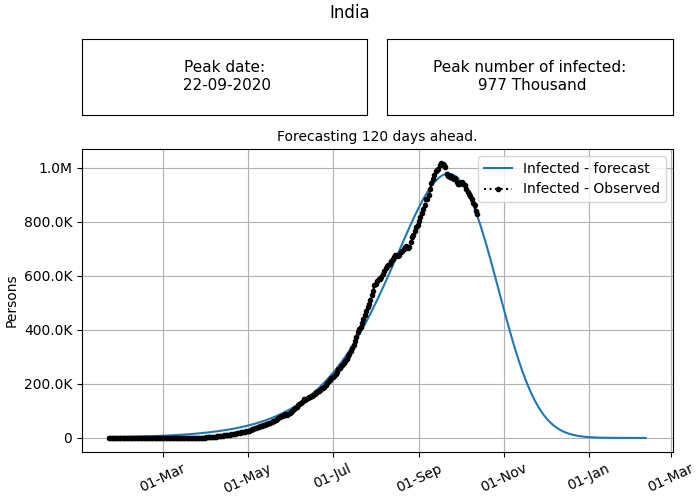 India
Peak date:
22-09-2020
Peak number of infected:
977 Thousand
Forecasting 120 days ahead.
Infected - forecast
Infected - Observed
Persons
1.0M
800.0K
600.0K
400.0K
200.0K
0
01-Mar
01-May
01-Jul
01-Sep
01-Nov
01-Jan
01-Mar